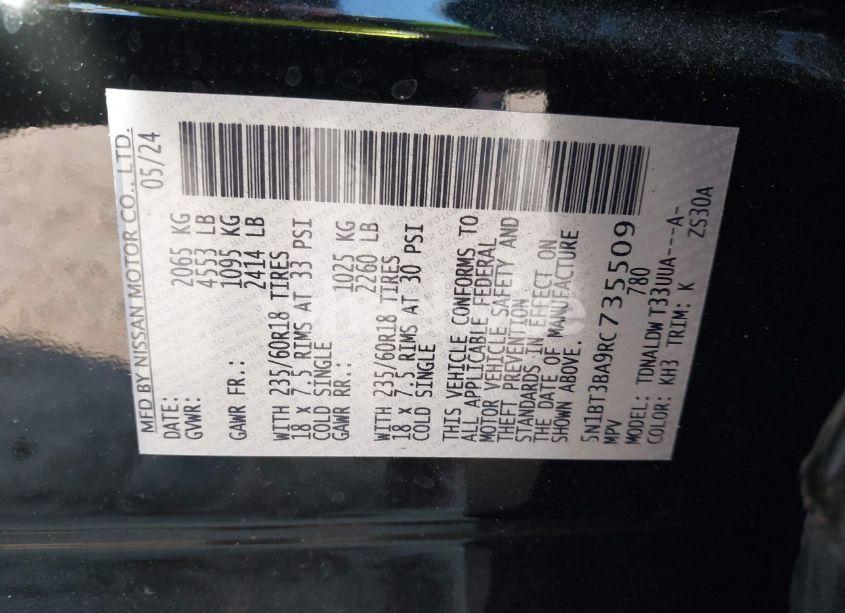 MFD BY NISSAN MOTOR CO., LTD.
DATE: 05/24
GVWR: 2065 KG
4553 LB
GAWR FR.: 1095 KG
2414 LB
WITH 235/60R18 TIRES
18 x 7.5 RIMS AT 33 PSI
COLD SINGLE
GAWR RR.: 1025 KG
2260 LB
WITH 235/60R18 TIRES
18 x 7.5 RIMS AT 30 PSI
COLD SINGLE
THIS VEHICLE CONFORMS TO
ALL APPLICABLE FEDERAL
MOTOR VEHICLE SAFETY AND
THEFT PREVENTION
STANDARDS IN EFFECT ON
THE DATE OF MANUFACTURE
SHOWN ABOVE.
5N1BT3BA9RC735509
MPV 780
MODEL: TDNALDW T33UUA---A-
COLOR: KH3 TRIM: K ZS30A